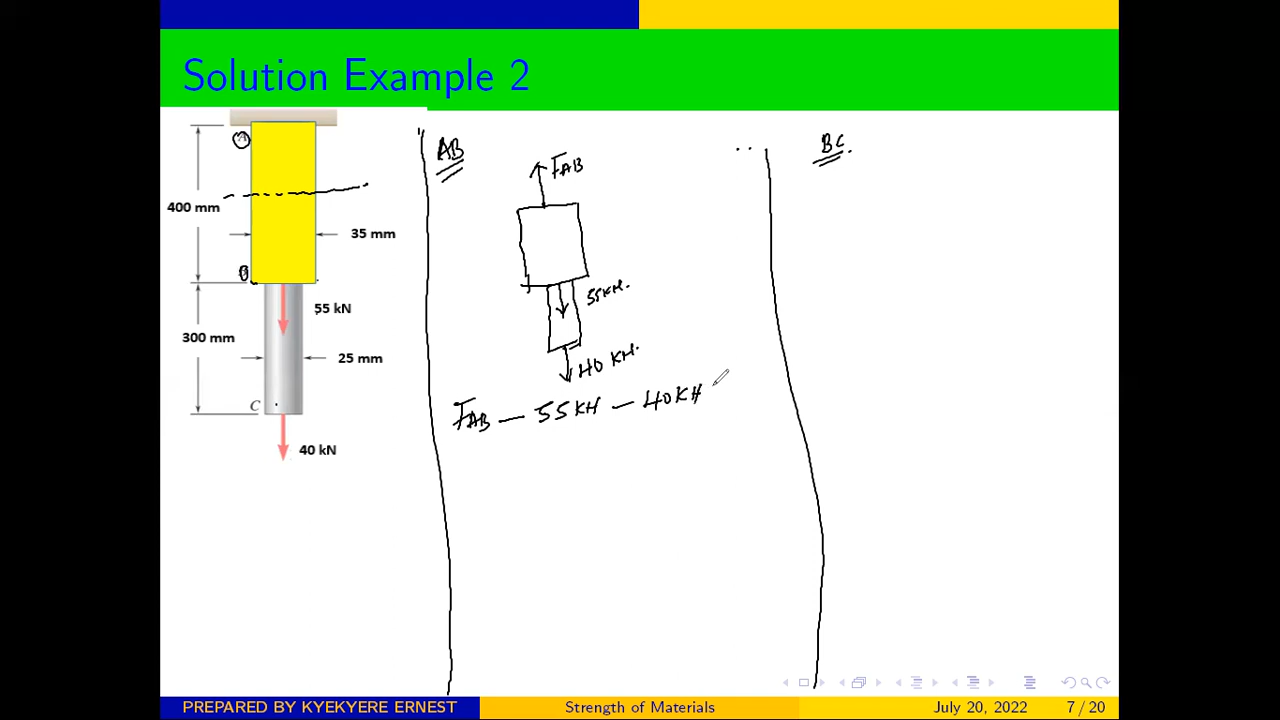 Solution Example 2
A
400 mm
35 mm
B
55 kN
300 mm
25 mm
C
40 kN
AB
FAB
55KN.
40 KN.
FAB — 55KN — 40KN
BC.
PREPARED BY KYEKYERE ERNEST
Strength of Materials
July 20, 2022
7 / 20